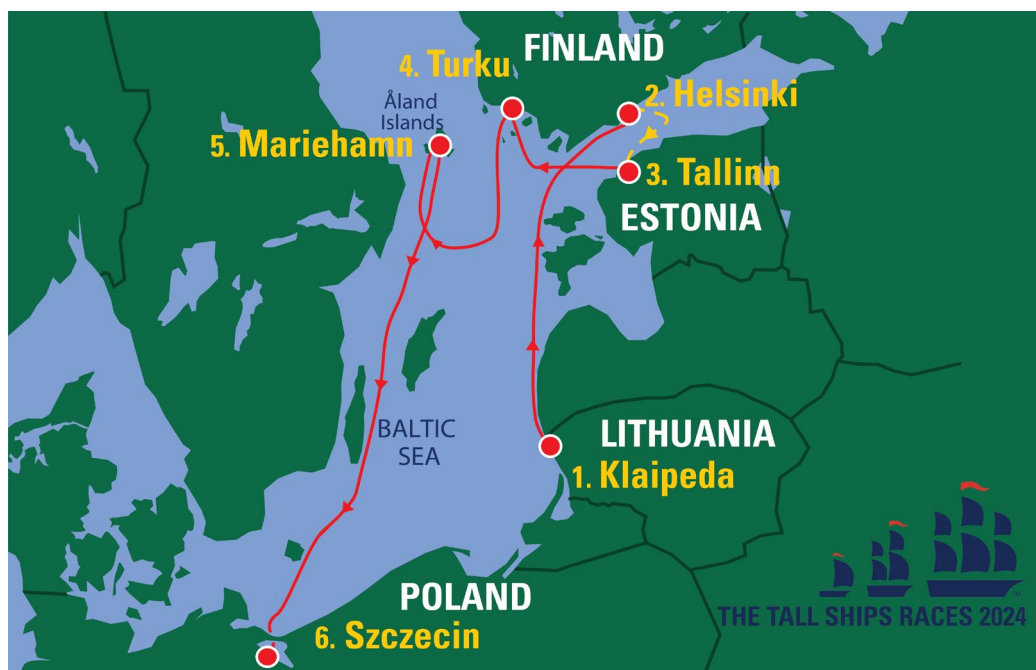 FINLAND
4. Turku
2. Helsinki
Åland
Islands
5. Mariehamn
3. Tallinn
ESTONIA
BALTIC
SEA
LITHUANIA
1. Klaipeda
POLAND
6. Szczecin
THE TALL SHIPS RACES 2024